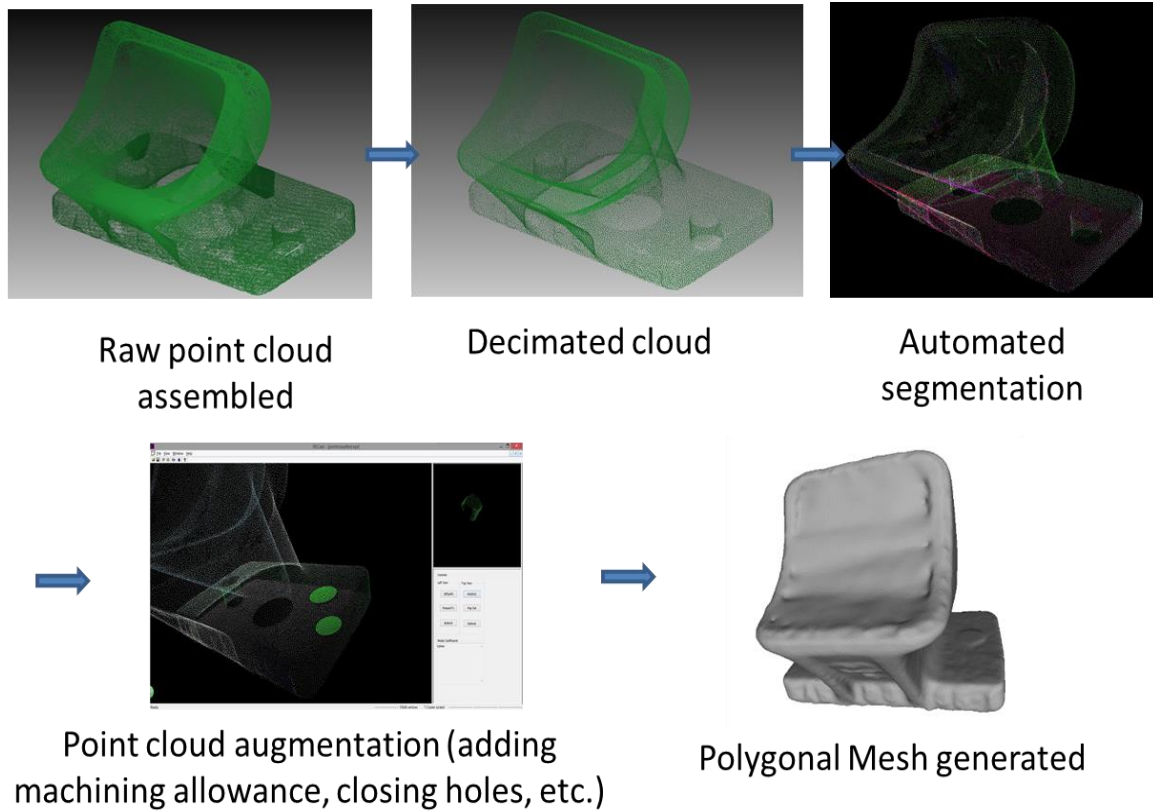 Raw point cloud
assembled
Decimated cloud
Automated
segmentation
Point cloud augmentation (adding
machining allowance, closing holes, etc.)
Polygonal Mesh generated